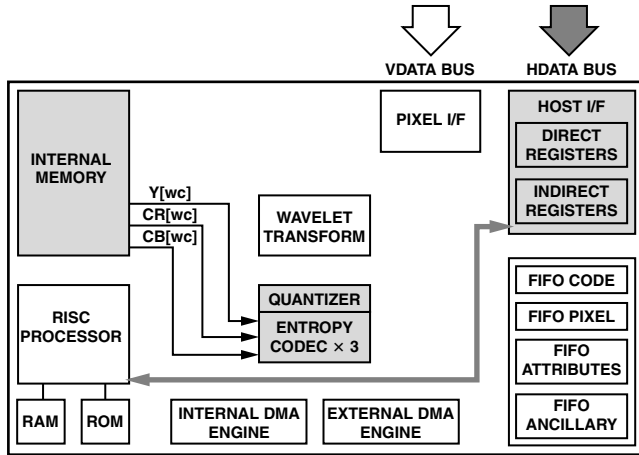 VDATA BUS
HDATA BUS
INTERNAL
MEMORY
PIXEL I/F
HOST I/F
DIRECT
REGISTERS
INDIRECT
REGISTERS
Y[wc]
CR[wc]
CB[wc]
WAVELET
TRANSFORM
QUANTIZER
ENTROPY
CODEC × 3
RISC
PROCESSOR
RAM
ROM
INTERNAL DMA
ENGINE
EXTERNAL DMA
ENGINE
FIFO CODE
FIFO PIXEL
FIFO
ATTRIBUTES
FIFO
ANCILLARY